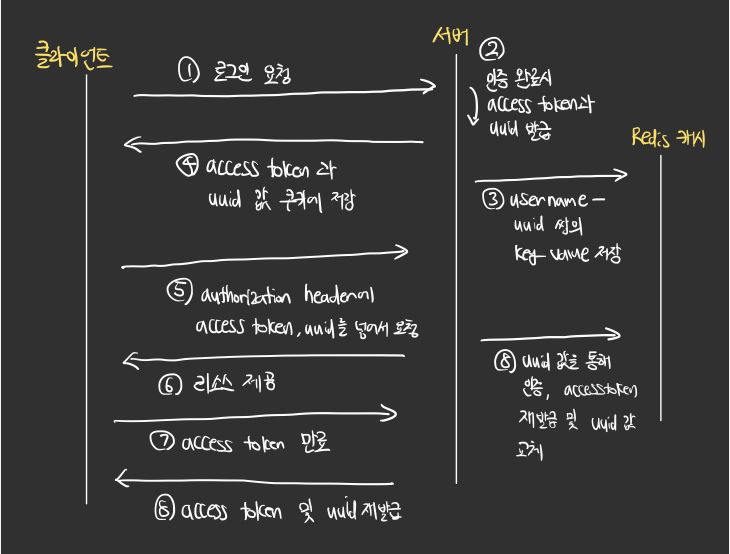 클라이언트
서버
Redis 캐시
① 로그인 요청
②
인증 완료시
access token과
uuid 발급
③ username –
uuid 쌍의
key-value 저장
④ access token 과
uuid 값 쿠키에 저장
⑤ authorization header에
access token, uuid를 넣어서 요청
⑥ 리소스 제공
⑦ access token 만료
⑧ uuid 값을 통해
인증, accesstoken
재발급 및 uuid 값
교체
⑧ access token 및 uuid 재발급